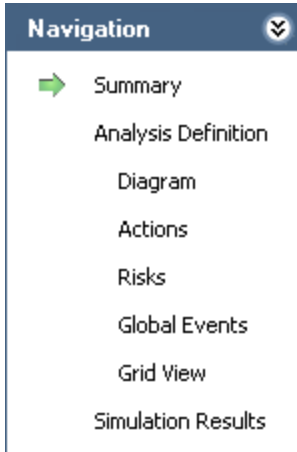 Navigation
Summary
Analysis Definition
Diagram
Actions
Risks
Global Events
Grid View
Simulation Results